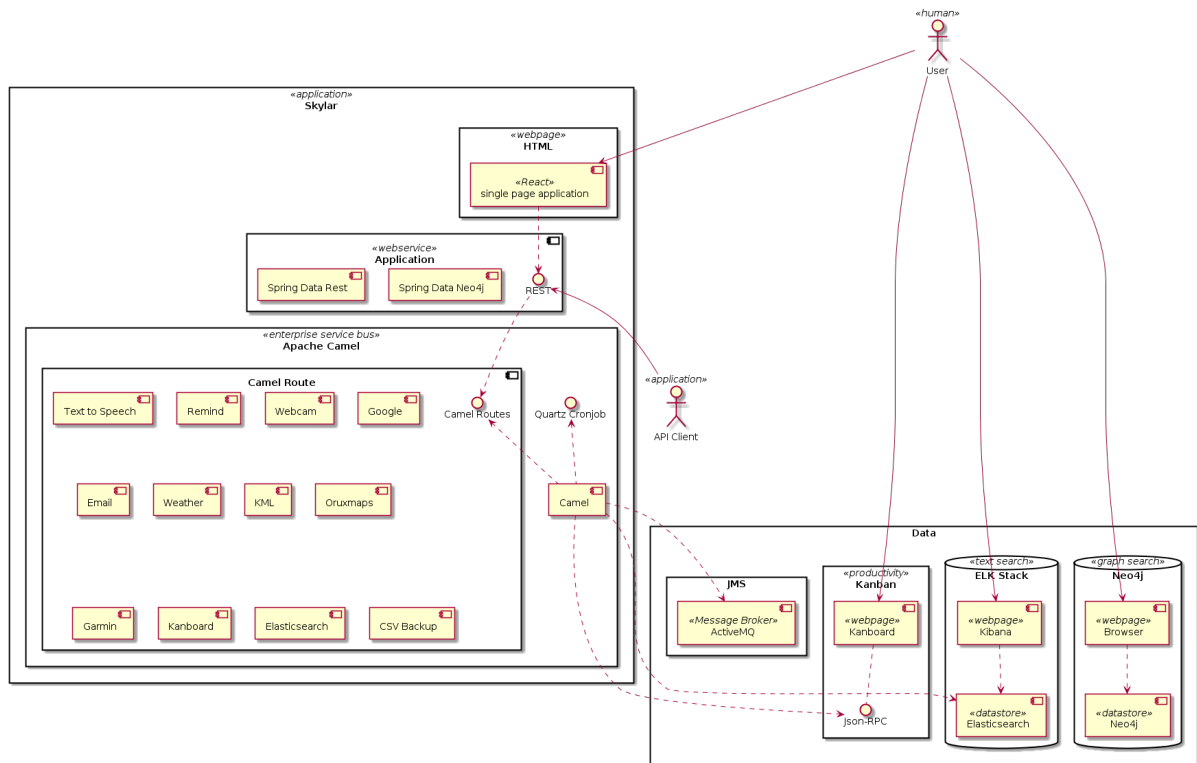 «human»
User
«application»
Skylar
«webpage»
HTML
«React»
single page application
«webservice»
Application
Spring Data Rest
Spring Data Neo4j
REST
«enterprise service bus»
Apache Camel
Camel Route
Text to Speech
Remind
Webcam
Google
Camel Routes
Quartz Cronjob
«application»
API Client
Email
Weather
KML
Oruxmaps
Camel
Garmin
Kanboard
Elasticsearch
CSV Backup
Data
JMS
«Message Broker»
ActiveMQ
«productivity»
Kanban
«webpage»
Kanboard
Json-RPC
«text search»
ELK Stack
«webpage»
Kibana
«datastore»
Elasticsearch
«graph search»
Neo4j
«webpage»
Browser
«datastore»
Neo4j